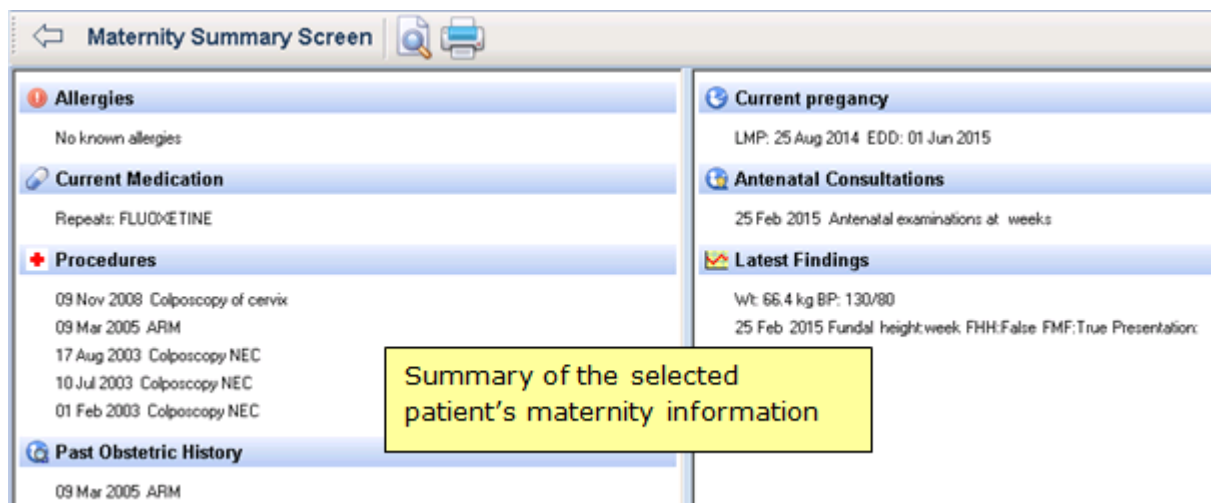 Maternity Summary Screen
Allergies
No known allergies
Current Medication
Repeats: FLUOXETINE
Procedures
09 Nov 2008 Colposcopy of cervix
09 Mar 2005 ARM
17 Aug 2003 Colposcopy NEC
10 Jul 2003 Colposcopy NEC
01 Feb 2003 Colposcopy NEC
Past Obstetric History
09 Mar 2005 ARM
Current pregancy
LMP: 25 Aug 2014 EDD: 01 Jun 2015
Antenatal Consultations
25 Feb 2015 Antenatal examinations at weeks
Latest Findings
Wt: 66.4 kg BP: 130/80
25 Feb 2015 Fundal height:week FHH:False FMF:True Presentation:
Summary of the selected
patient's maternity information